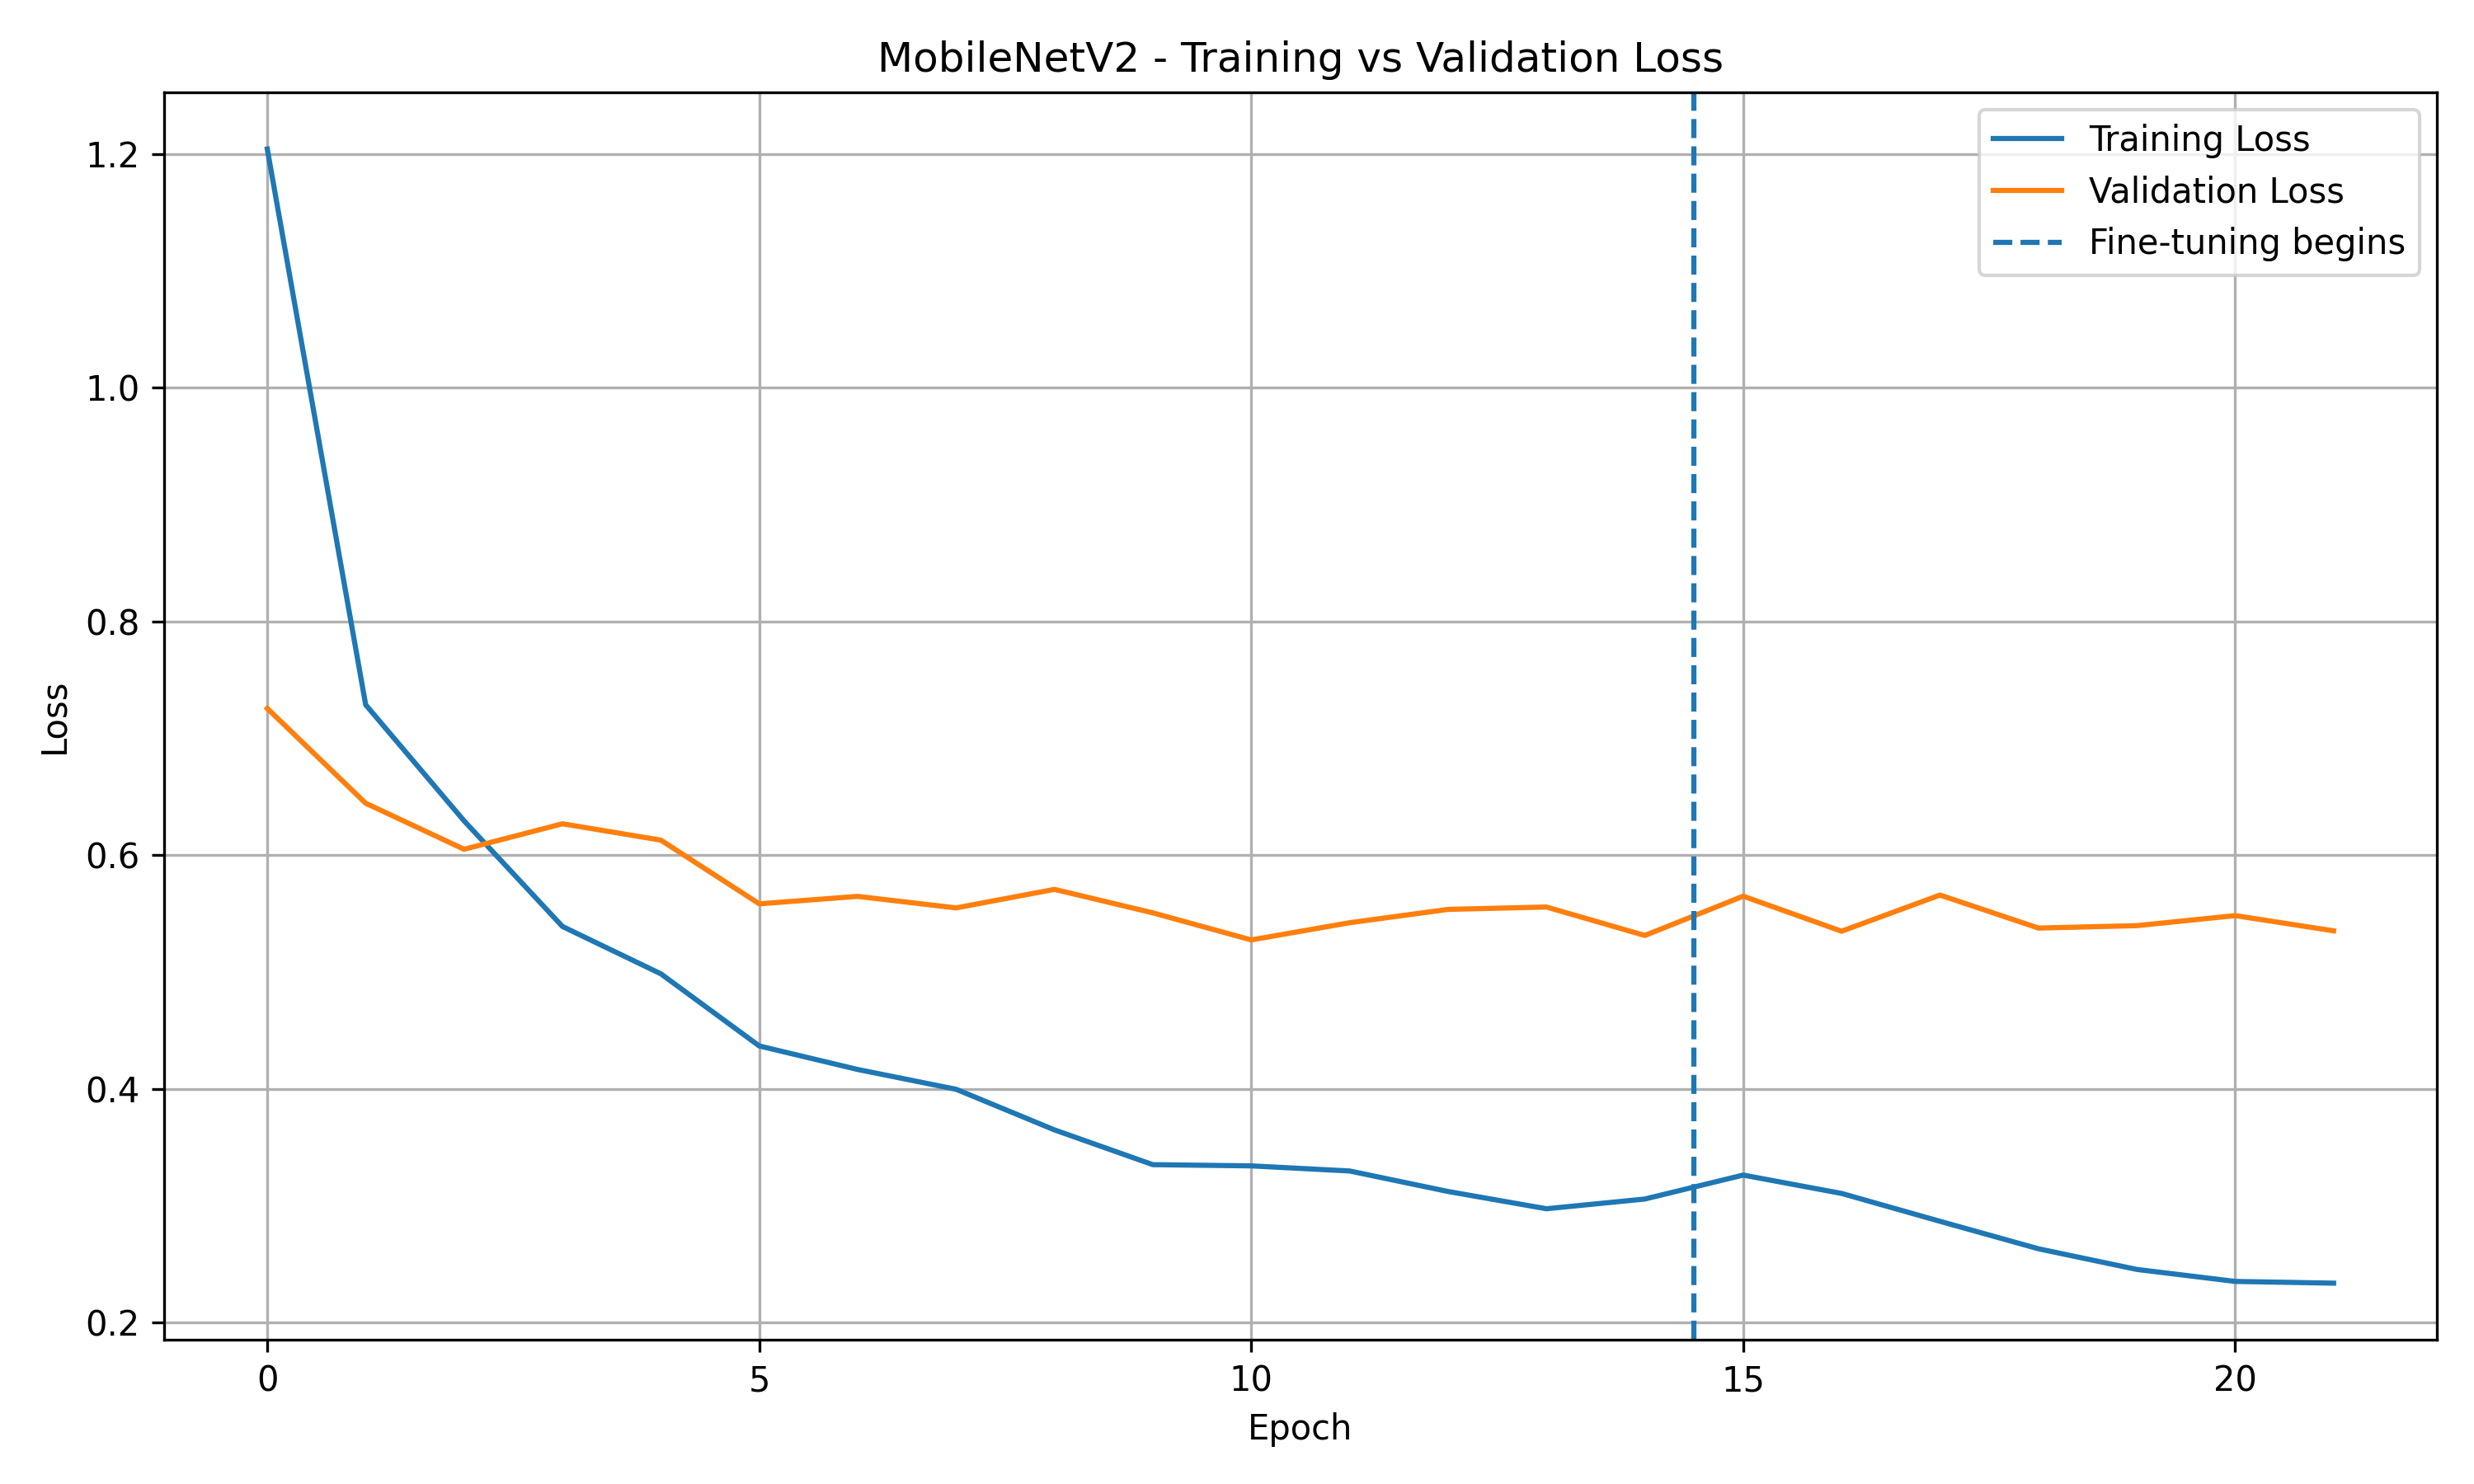 MobileNetV2 - Training vs Validation Loss
Training Loss
Validation Loss
Fine-tuning begins
1.2
1.0
0.8
0.6
0.4
0.2
Loss
0 5 10 15 20
Epoch